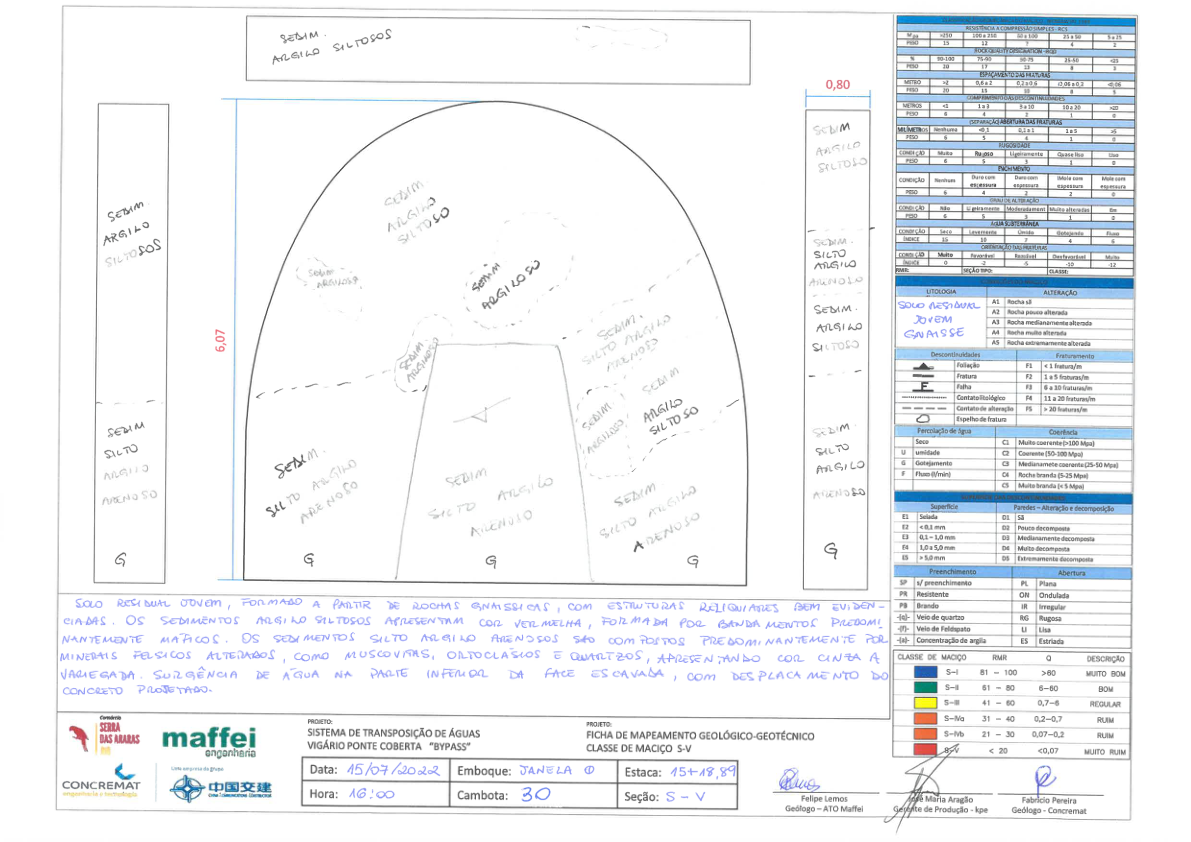 SEDIM.
ARGILO SILTOSOS
0,80
6,07
SEDIM.
ARGILO
SILTOSOS
SEDIM.
SILTO
ARGILO
ARENOSO
G
SEDIM
ARGILO
SILTOSO
SEDIM
ARGILOSO
SEDIM
ARGILOSO
SEDIM
ARGILOSO
SEDIM.
SILTO ARGILO
ARENOSO
SEDIM
ARGILO
SILTOSO
SEDIM.
ARGILOSO
SEDIM.
SILTO ARGILO
ARENOSO
G
SEDIM
SILTO ARGILO
ARENOSO
G
SEDIM
SILTO ARGILO
ARENOSO
G
SEDIM
ARGILO
SILTOSO
SEDIM.
SILTO
ARGILO
ARENOSO
SEDIM.
ARGILO
SILTOSO
SEDIM.
SILTO
ARGILO
ARENOSO
G
SOLO RESIDUAL JOVEM, FORMADO A PARTIR DE ROCHAS GNAISSICAS, COM ESTRUTURAS RELIQUIARES BEM EVIDEN-
CIADAS. OS SEDIMENTOS ARGILO SILTOSOS APRESENTAM COR VERMELHA, FORMADA POR BANDAMENTOS PREDOMI-
NANTEMENTE MAFICOS. OS SEDIMENTOS SILTO ARGILO ARENOSOS SÃO COMPOSTOS PREDOMINANTEMENTE POR
MINERAIS FELSICOS ALTERADOS, COMO MUSCOVITAS, ORTOCLÁSIOS E QUARTZOS, APRESENTANDO COR CINZA A
VARIEGADA. SURGÊNCIA DE ÁGUA NA PARTE INFERIOR DA FACE ESCAVADA, COM DESPLACAMENTO DO
CONCRETO PROJETADO.
RESISTÊNCIA A COMPRESSÃO SIMPLES - RCS
MPa >250 100 a 250 50 a 100 25 a 50 5 a 25
PESO 15 12 7 4 2
ROCK QUALITY DESIGNATION - RQD
% 90-100 75-90 50-75 25-50 <25
PESO 20 17 13 8 3
ESPAÇAMENTO DAS FRATURAS
METRO >2 0,6 a 2 0,2 a 0,6 0,06 a 0,2 <0,06
PESO 20 15 10 8 5
COMPRIMENTO DAS DESCONTINUIDADES
METROS <1 1 a 3 3 a 10 10 a 20 >20
PESO 6 4 2 1 0
(SEPARAÇÃO) ABERTURA DAS FRATURAS
MILÍMETROS Nenhuma <0,1 0,1 a 1 1 a 5 >5
PESO 6 5 4 1 0
RUGOSIDADE
CONDIÇÃO Muito Rugoso Ligeiramente Quase liso Liso
PESO 6 5 3 1 0
ENCHIMENTO
CONDIÇÃO Nenhum Duro com espessura Duro com espessura Mole com espessura Mole com espessura
PESO 6 4 2 2 0
GRAU DE ALTERAÇÃO
CONDIÇÃO Não Ligeiramente Moderadament Muito alteradas Em
PESO 6 5 3 1 0
ÁGUA SUBTERRÂNEA
CONDIÇÃO Seco Levemente Úmido Gotejando Fluxo
ÍNDICE 15 10 7 4 0
ORIENTAÇÃO DAS FRATURAS
CONDIÇÃO Muito Favorável Razoável Desfavorável Muito
ÍNDICE 0 -2 -5 -10 -12
RMR: SEÇÃO TIPO: CLASSE:
LITOLOGIA ALTERAÇÃO
SOLO RESIDUAL
JOVEM
GNAISSE
A1 Rocha sã
A2 Rocha pouco alterada
A3 Rocha medianamente alterada
A4 Rocha muito alterada
A5 Rocha extremamente alterada
Descontinuidades Fraturamento
Foliação F1 < 1 fratura/m
Fratura F2 1 a 5 fraturas/m
F Falha F3 6 a 10 fraturas/m
Contato litológico F4 11 a 20 fraturas/m
Contato de alteração F5 > 20 fraturas/m
Espelho de fratura
Percolação de água Coerência
Seco C1 Muito coerente (>100 Mpa)
U umidade C2 Coerente (50-100 Mpa)
G Gotejamento C3 Medianamete coerente (25-50 Mpa)
F Fluxo (l/min) C4 Rocha branda (5-25 Mpa)
C5 Muito branda (< 5 Mpa)
Superfície Paredes – Alteração e decomposição
E1 Selada D1 Sã
E2 < 0,1 mm D2 Pouco decomposta
E3 0,1 – 1,0 mm D3 Medianamente decomposta
E4 1,0 a 5,0 mm D4 Muito decomposta
E5 > 5,0 mm D5 Extremamente decomposta
Preenchimento Abertura
SP s/ preenchimento PL Plana
PR Resistente ON Ondulada
PB Brando IR Irregular
-(q)- Veio de quartzo RG Rugosa
-(f)- Veio de Feldspato LI Lisa
-(a)- Concentração de argila ES Estriada
CLASSE DE MACIÇO RMR Q DESCRIÇÃO
S-I 81 – 100 >60 MUITO BOM
S-II 61 – 80 6-60 BOM
S-III 41 – 60 0,7-6 REGULAR
S-IVa 31 – 40 0,2-0,7 RUIM
S-IVb 21 – 30 0,07-0,2 RUIM
S-V < 20 <0,07 MUITO RUIM
Consórcio
SERRA
DAS ARARAS
maffei
engenharia
CONCREMAT
engenharia e tecnologia
Uma empresa do grupo
中国交建
PROJETO:
SISTEMA DE TRANSPOSIÇÃO DE ÁGUAS
VIGÁRIO PONTE COBERTA "BYPASS"
PROJETO:
FICHA DE MAPEAMENTO GEOLÓGICO-GEOTÉCNICO
CLASSE DE MACIÇO S-V
Data: 15/07/2022 Emboque: JANELA ① Estaca: 15+18,89
Hora: 16:00 Cambota: 30 Seção: S-V
Felipe Lemos
Geólogo – ATO Maffei
José Maria Aragão
Gerente de Produção - kpe
Fabrício Pereira
Geólogo - Concremat